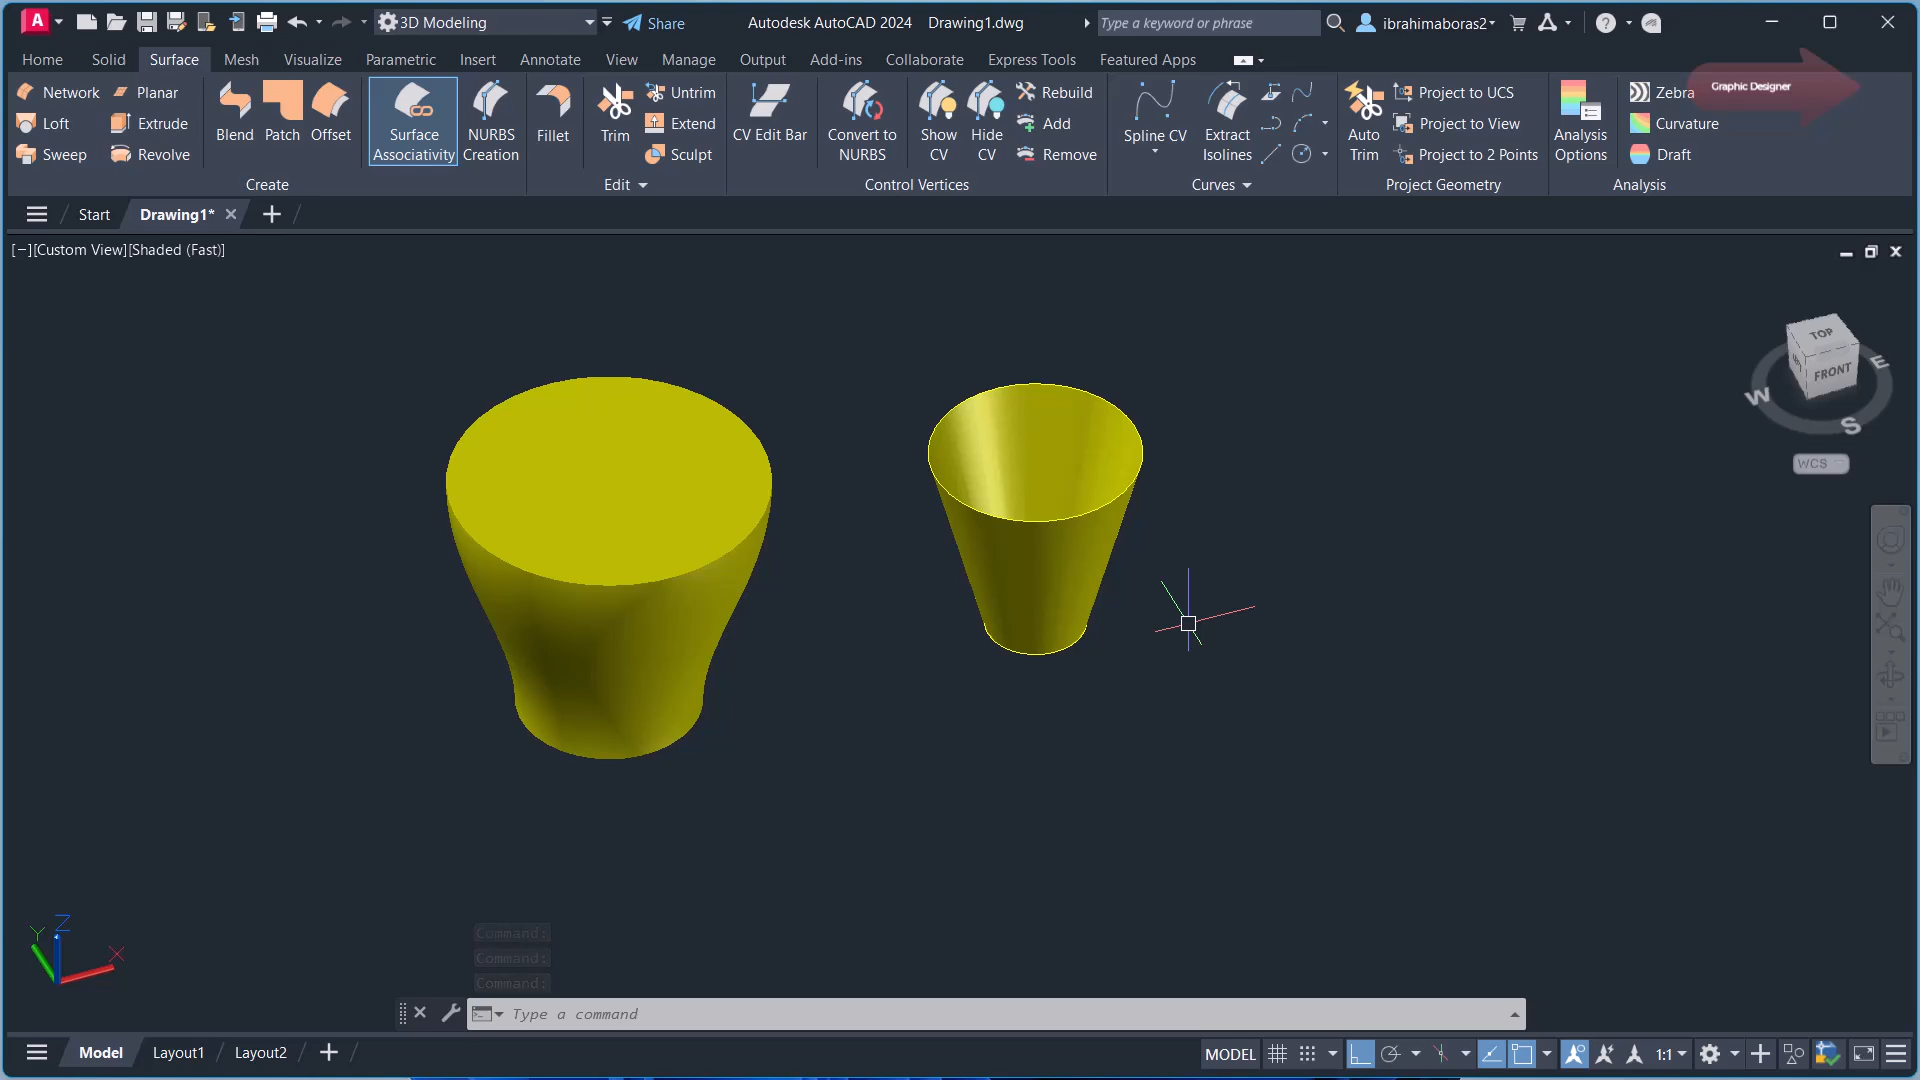 A 3D Modeling Share Autodesk AutoCAD 2024 Drawing1.dwg Type a keyword or phrase ibrahimaboras2
Home Solid Surface Mesh Visualize Parametric Insert Annotate View Manage Output Add-ins Collaborate Express Tools Featured Apps
Network Planar
Loft Extrude
Sweep Revolve
Blend Patch Offset
Create
Surface
Associativity
NURBS
Creation
Fillet
Trim
Untrim
Extend
Sculpt
Edit
CV Edit Bar
Convert to
NURBS
Show
CV
Hide
CV
Rebuild
Add
Remove
Control Vertices
Spline CV
Extract
Isolines
Curves
Auto
Trim
Project to UCS
Project to View
Project to 2 Points
Project Geometry
Analysis
Options
Zebra
Curvature
Draft
Analysis
Graphic Designer
Start Drawing1*
[−][Custom View][Shaded (Fast)]
TOP
FRONT
W
E
S
WCS
Y Z X
Command:
Command:
Command:
Type a command
Model Layout1 Layout2
MODEL 1:1